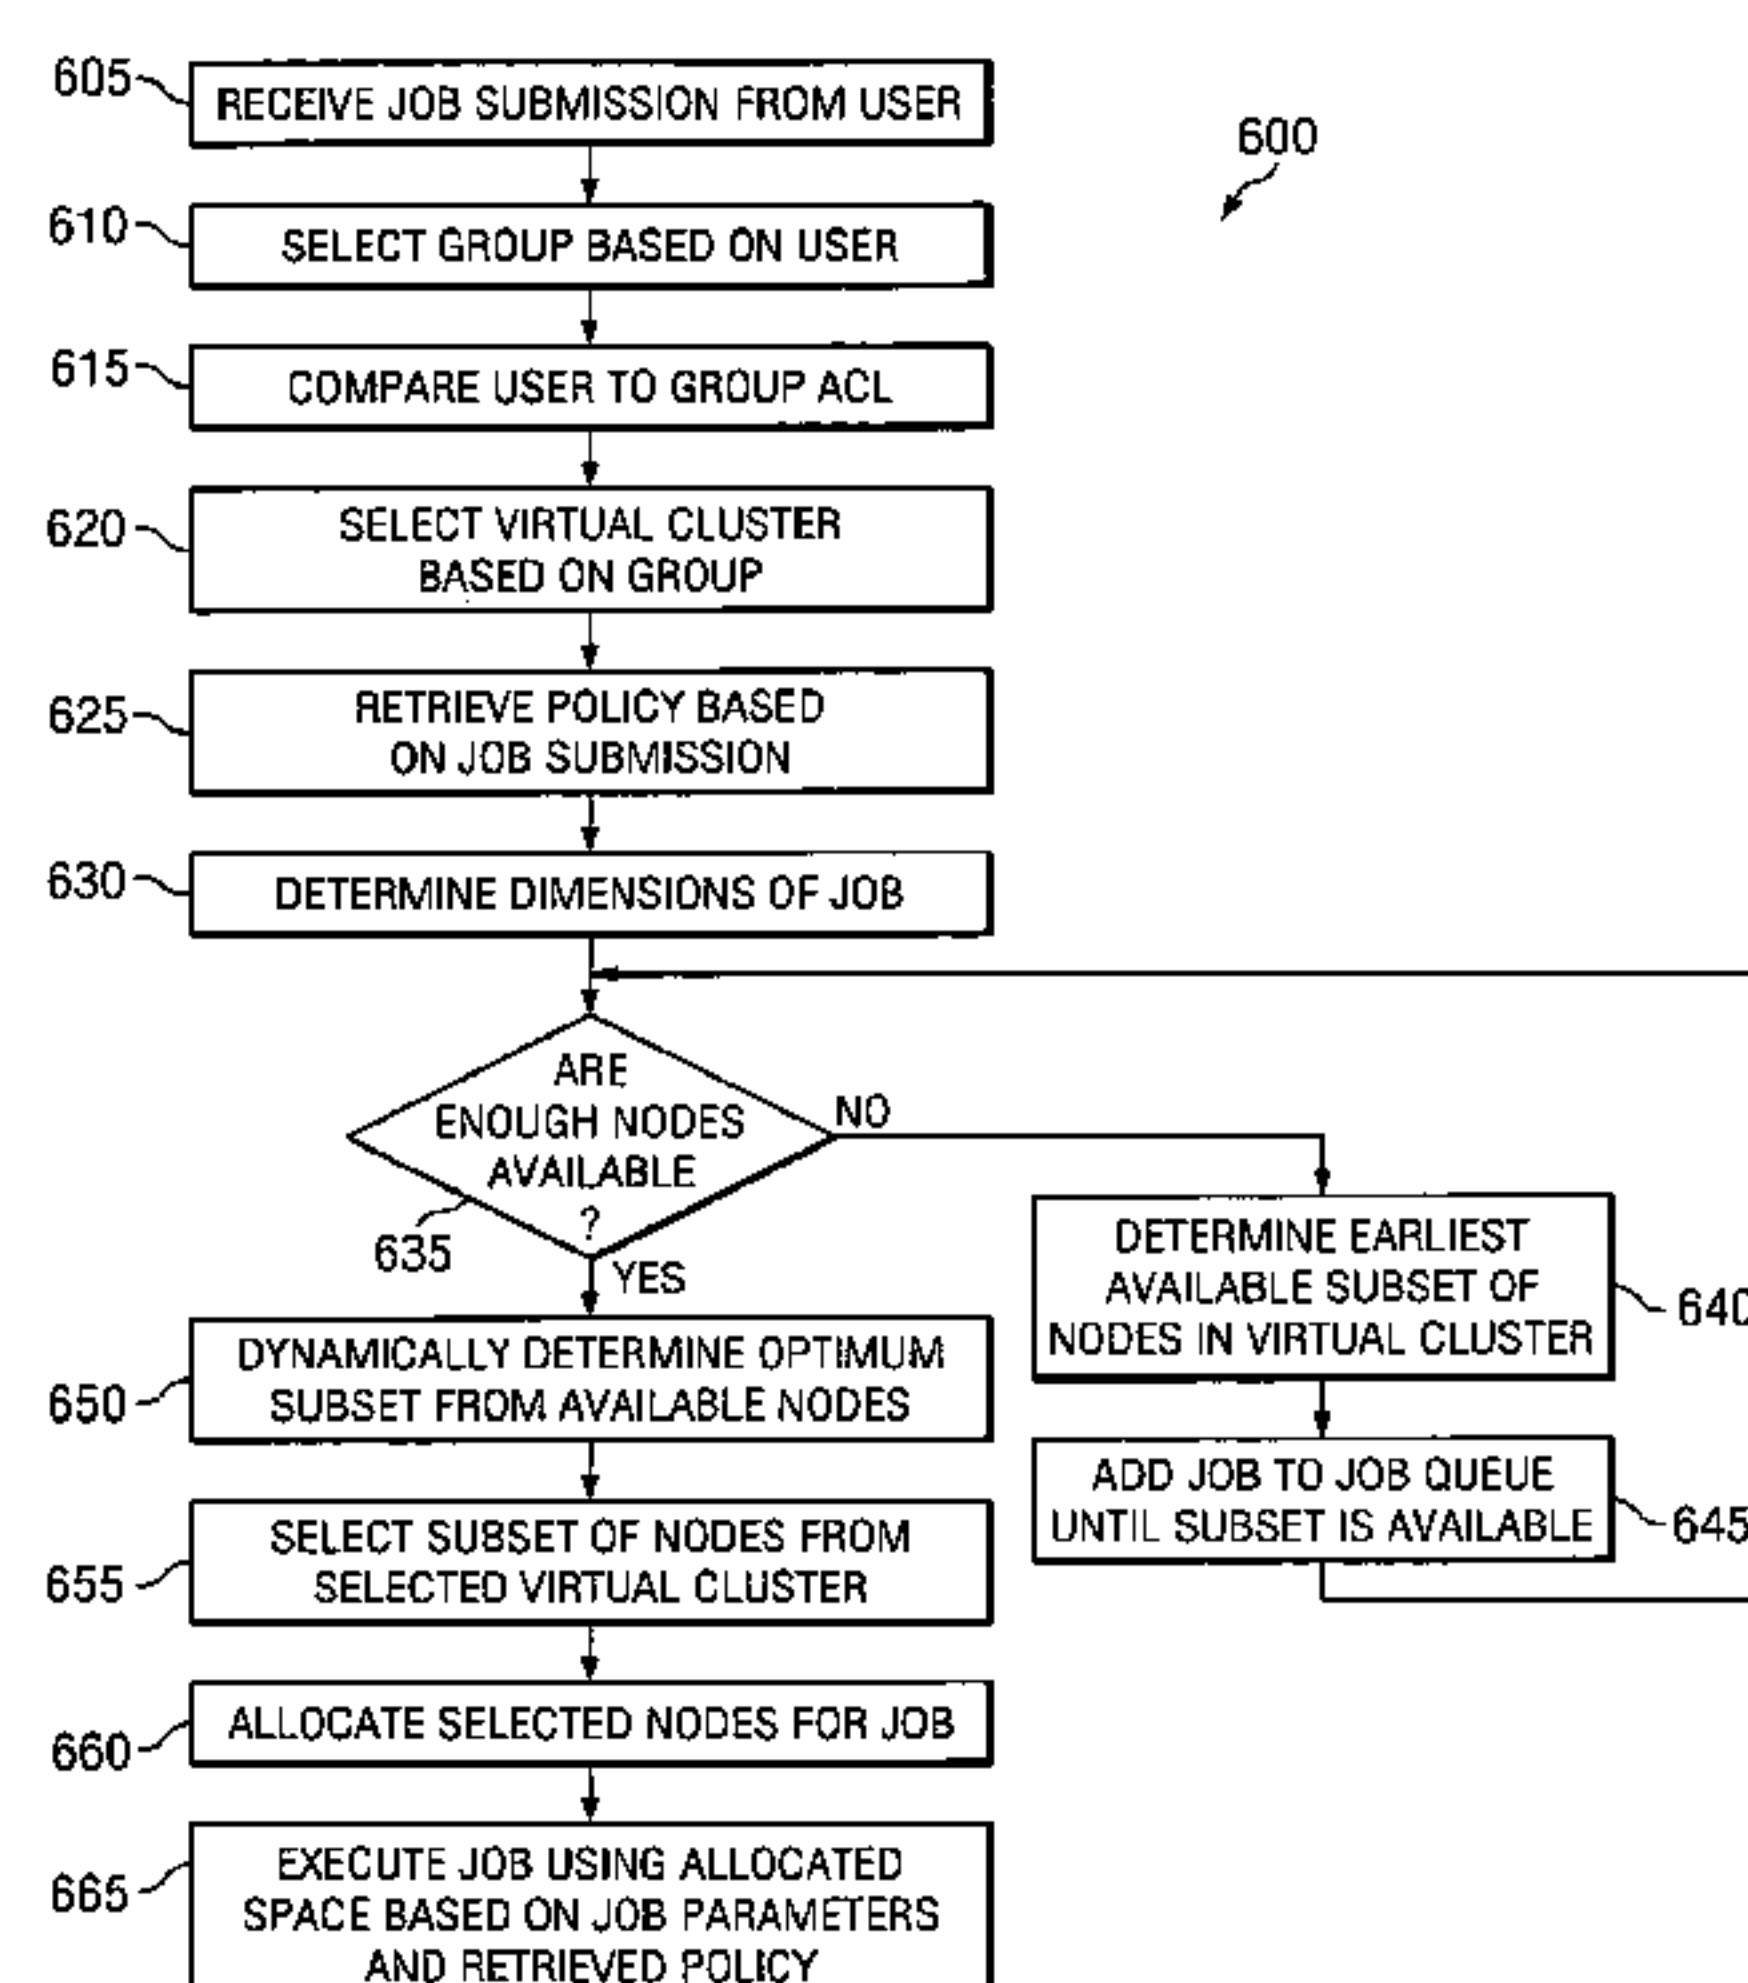 605
RECEIVE JOB SUBMISSION FROM USER
600
610
SELECT GROUP BASED ON USER
615
COMPARE USER TO GROUP ACL
620
SELECT VIRTUAL CLUSTER
BASED ON GROUP
625
RETRIEVE POLICY BASED
ON JOB SUBMISSION
630
DETERMINE DIMENSIONS OF JOB
ARE
ENOUGH NODES
AVAILABLE
?
635
NO
YES
DETERMINE EARLIEST
AVAILABLE SUBSET OF
NODES IN VIRTUAL CLUSTER
640
ADD JOB TO JOB QUEUE
UNTIL SUBSET IS AVAILABLE
645
650
DYNAMICALLY DETERMINE OPTIMUM
SUBSET FROM AVAILABLE NODES
655
SELECT SUBSET OF NODES FROM
SELECTED VIRTUAL CLUSTER
660
ALLOCATE SELECTED NODES FOR JOB
665
EXECUTE JOB USING ALLOCATED
SPACE BASED ON JOB PARAMETERS
AND RETRIEVED POLICY